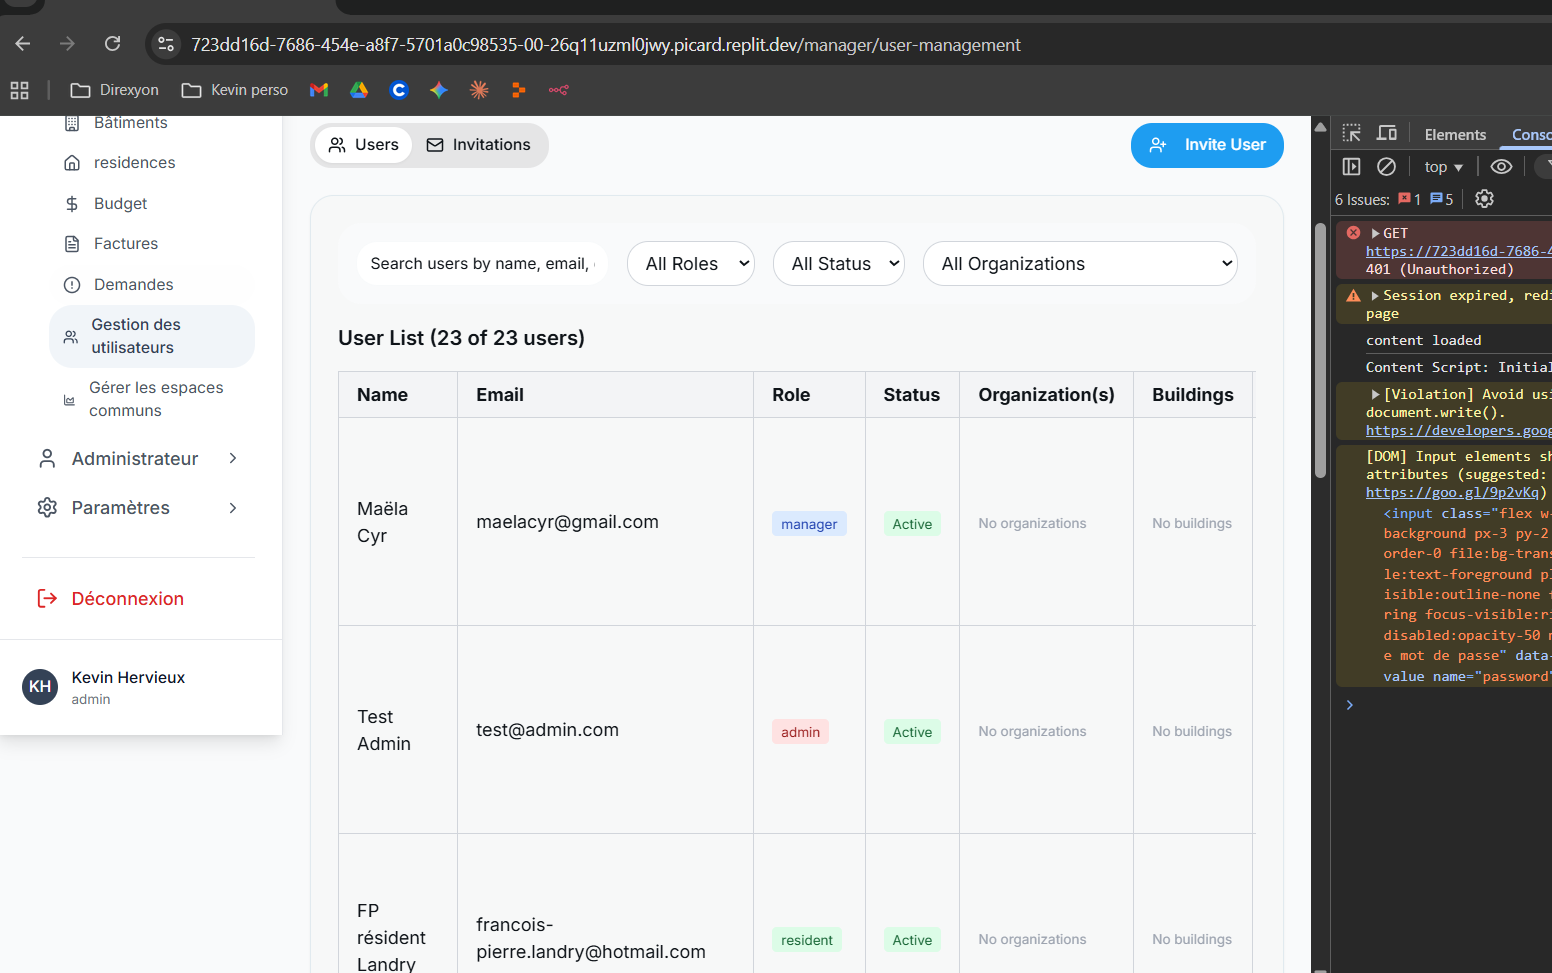 723dd16d-7686-454e-a8f7-5701a0c98535-00-26q11uzml0jwy.picard.replit.dev/manager/user-management
Direxyon
Kevin perso
Bâtiments
residences
Budget
Factures
Demandes
Gestion des
utilisateurs
Gérer les espaces
communs
Administrateur
Paramètres
Déconnexion
KH
Kevin Hervieux
admin
Users
Invitations
Invite User
Search users by name, email,
All Roles
All Status
All Organizations
User List (23 of 23 users)
Name Email Role Status Organization(s) Buildings
Maëla
Cyr
maelacyr@gmail.com
manager
Active
No organizations
No buildings
Test
Admin
test@admin.com
admin
Active
No organizations
No buildings
FP
résident
Landry
francois-
pierre.landry@hotmail.com
resident
Active
No organizations
No buildings
Elements
Conso
top
6 Issues: 1 5
GET
https://723dd16d-7686-4
401 (Unauthorized)
Session expired, redi
page
content loaded
Content Script: Initial
[Violation] Avoid usi
document.write().
https://developers.goog
[DOM] Input elements sh
attributes (suggested:
https://goo.gl/9p2vKq)
<input class="flex w-
background px-3 py-2
order-0 file:bg-trans
le:text-foreground pl
isible:outline-none f
ring focus-visible:ri
disabled:opacity-50 m
e mot de passe" data-
value name="password"